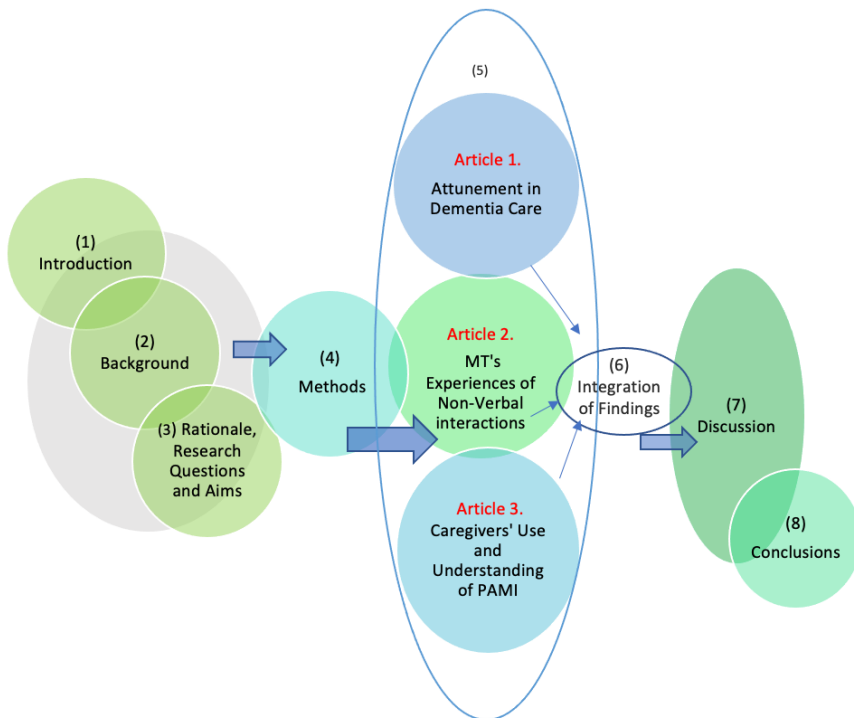 (1)
Introduction
(2)
Background
(3) Rationale,
Research
Questions
and Aims
(4)
Methods
(5)
Article 1.
Attunement in
Dementia Care
Article 2.
MT's
Experiences of
Non-Verbal
interactions
Article 3.
Caregivers' Use
and
Understanding
of PAMI
(6)
Integration
of Findings
(7)
Discussion
(8)
Conclusions